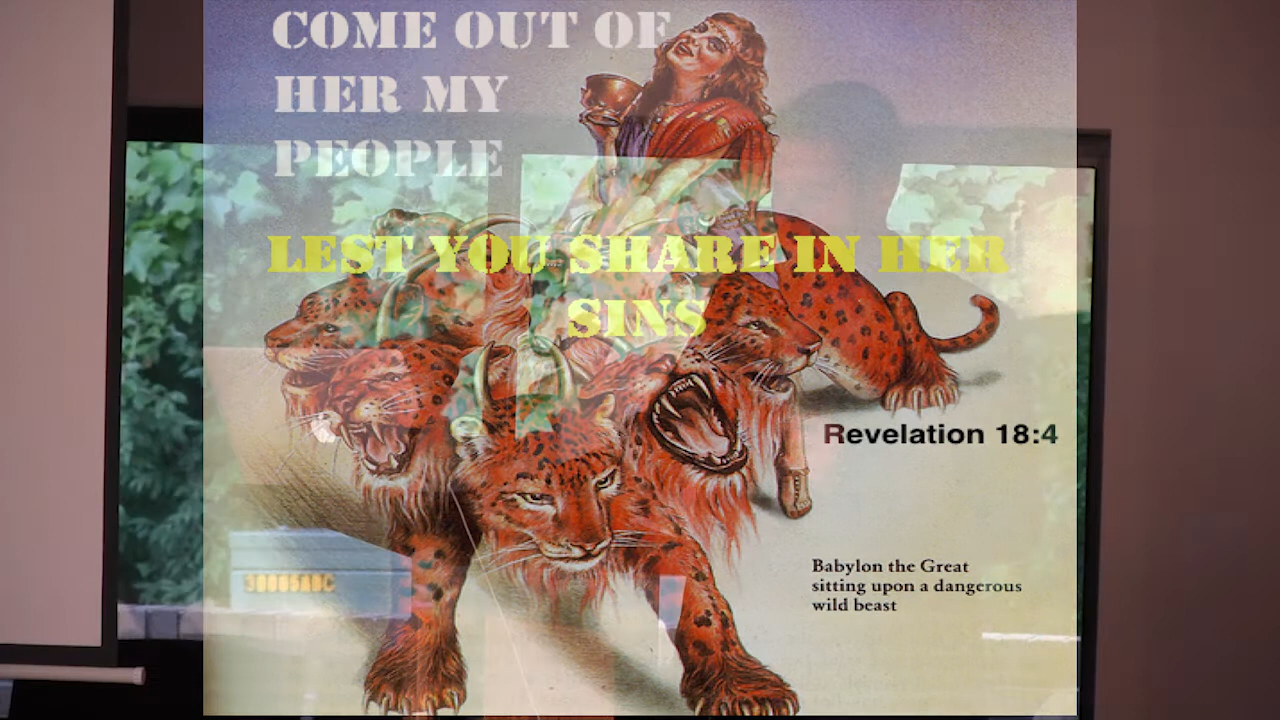 COME OUT OF
HER MY
PEOPLE
LEST YOU SHARE IN HER
SINS
Revelation 18:4
Babylon the Great
sitting upon a dangerous
wild beast